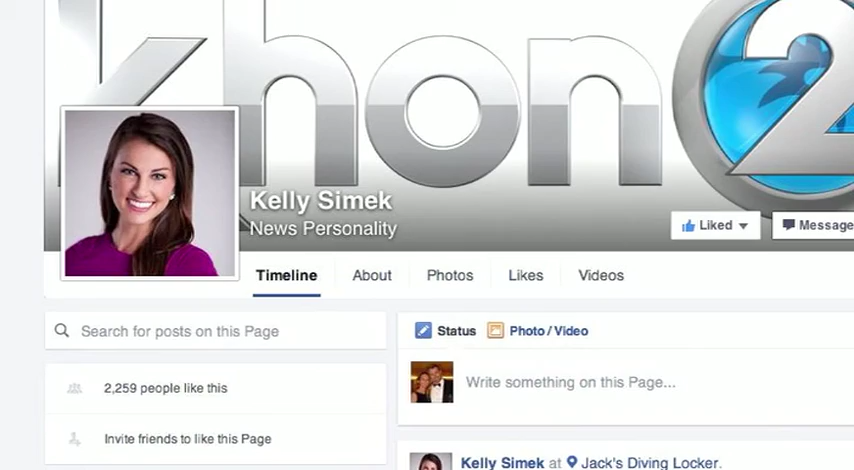 khon 2
Kelly Simek
News Personality
Liked
Message
Timeline About Photos Likes Videos
Search for posts on this Page
Status Photo / Video
2,259 people like this
Write something on this Page...
Invite friends to like this Page
Kelly Simek at Jack's Diving Locker.